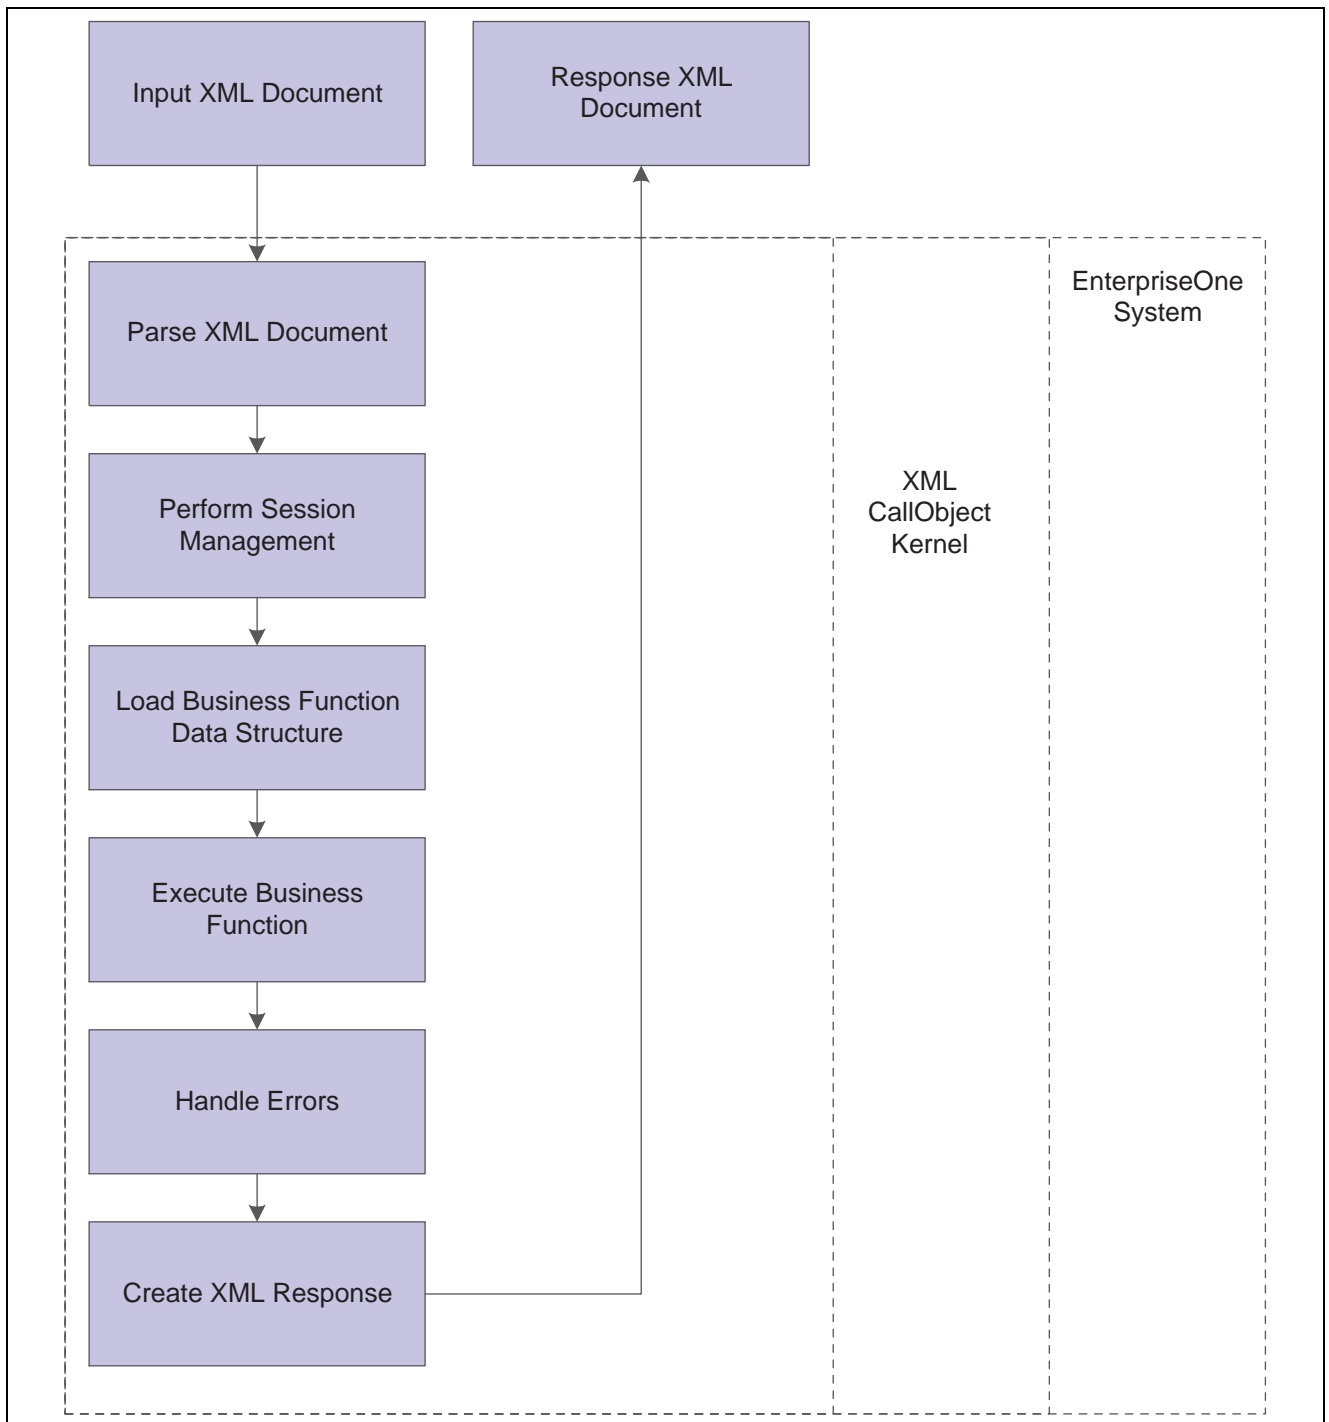 Input XML Document
Response XML
Document
Parse XML Document
EnterpriseOne
System
Perform Session
Management
XML
CallObject
Kernel
Load Business Function
Data Structure
Execute Business
Function
Handle Errors
Create XML Response